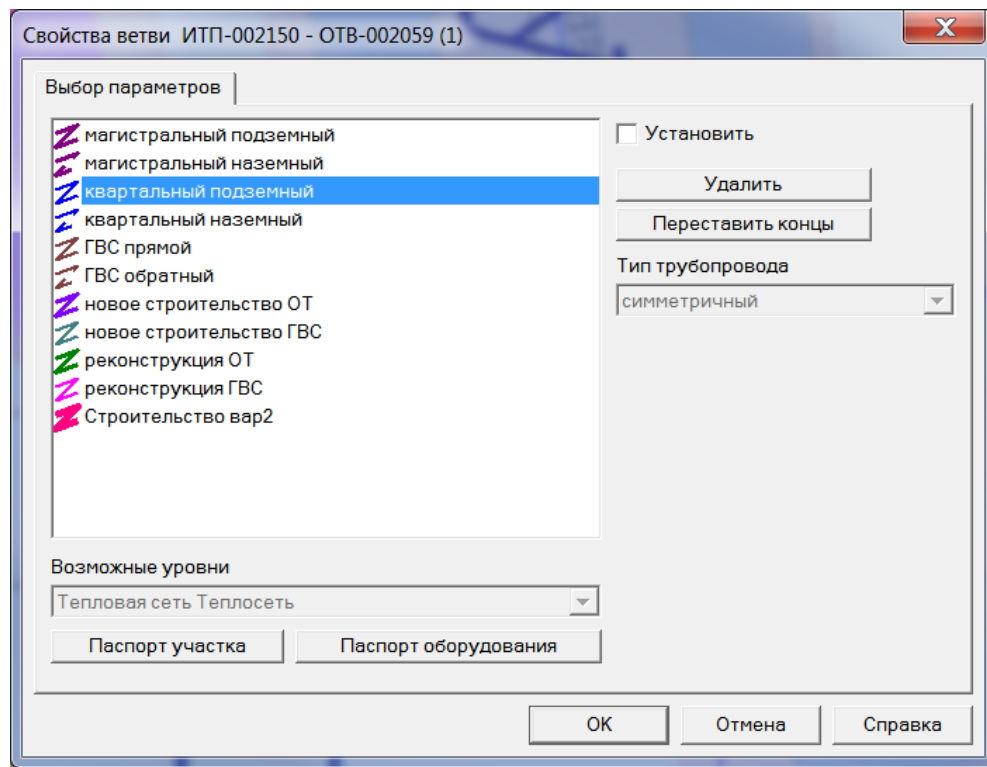 Свойства ветви ИТП-002150 - ОТВ-002059 (1)
X
Выбор параметров
магистральный подземный
магистральный наземный
квартальный подземный
квартальный наземный
ГВС прямой
ГВС обратный
новое строительство ОТ
новое строительство ГВС
реконструкция ОТ
реконструкция ГВС
Строительство вар2
Установить
Удалить
Переставить концы
Тип трубопровода
симметричный
Возможные уровни
Тепловая сеть Теплосеть
Паспорт участка
Паспорт оборудования
OK
Отмена
Справка